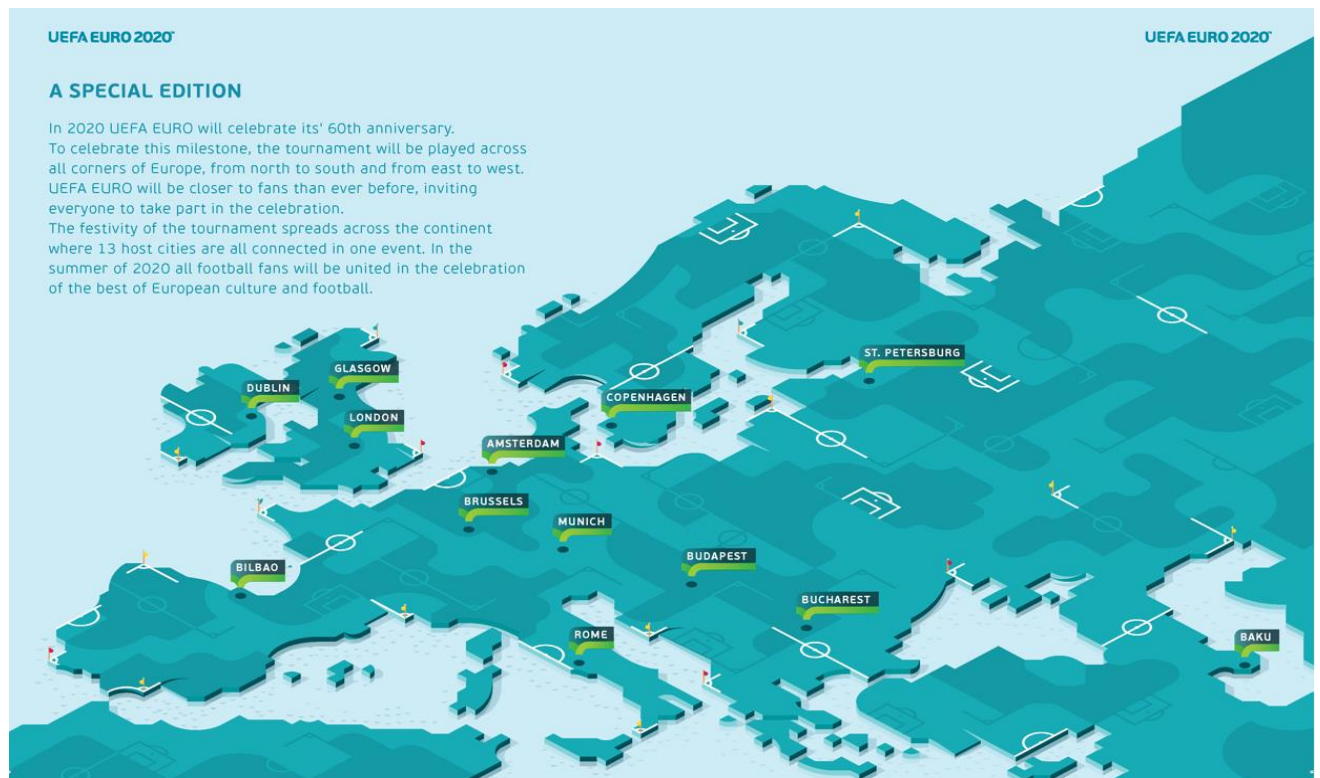 UEFA EURO 2020™
UEFA EURO 2020™
A SPECIAL EDITION
In 2020 UEFA EURO will celebrate its' 60th anniversary.
To celebrate this milestone, the tournament will be played across
all corners of Europe, from north to south and from east to west.
UEFA EURO will be closer to fans than ever before, inviting
everyone to take part in the celebration.
The festivity of the tournament spreads across the continent
where 13 host cities are all connected in one event. In the
summer of 2020 all football fans will be united in the celebration
of the best of European culture and football.
ST. PETERSBURG
GLASGOW
DUBLIN
COPENHAGEN
LONDON
AMSTERDAM
BRUSSELS
MUNICH
BUDAPEST
BILBAO
BUCHAREST
ROME
BAKU